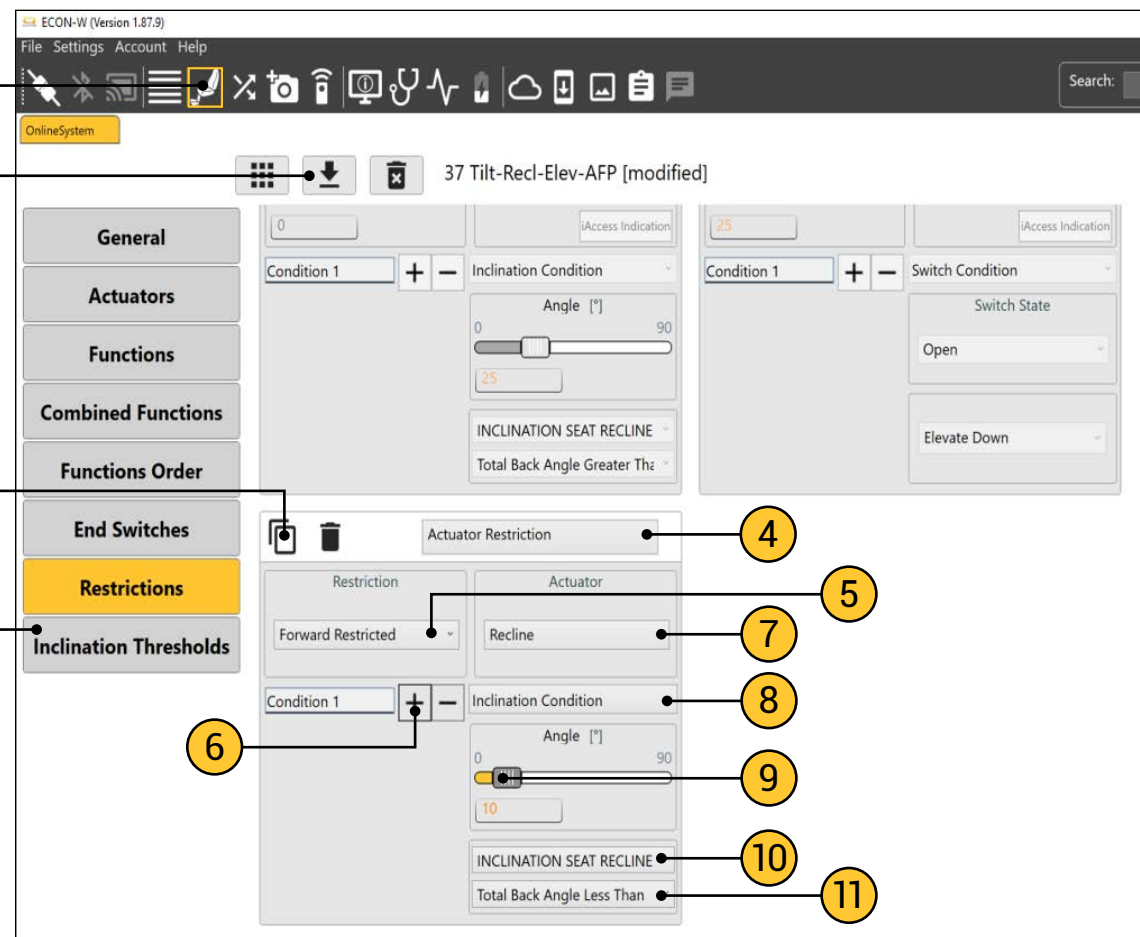 ECON-W (Version 1.87.9)
File Settings Account Help
Search:
OnlineSystem
37 Tilt-Recl-Elev-AFP [modified]
General
Actuators
Functions
Combined Functions
Functions Order
End Switches
Restrictions
Inclination Thresholds
0
iAccess Indication
Condition 1
+ −
Inclination Condition
Angle [°]
0 90
25
INCLINATION SEAT RECLINE
Total Back Angle Greater Tha
25
iAccess Indication
Condition 1
+ −
Switch Condition
Switch State
Open
Elevate Down
Actuator Restriction
4
Restriction
Actuator
5
Forward Restricted
Recline
7
Condition 1
+ −
Inclination Condition
8
6
Angle [°]
0 90
9
10
INCLINATION SEAT RECLINE
10
Total Back Angle Less Than
11